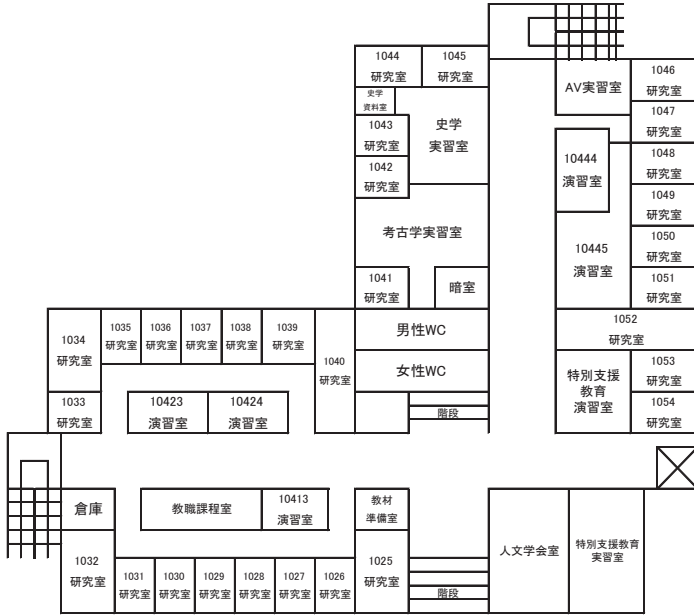 1044
研究室
1045
研究室
史学
資料室
1043
研究室
史学
実習室
1042
研究室
考古学実習室
1041
研究室
暗室
AV実習室
1046
研究室
1047
研究室
10444
演習室
1048
研究室
1049
研究室
10445
演習室
1050
研究室
1051
研究室
1052
研究室
特別支援
教育
演習室
1053
研究室
1054
研究室
1034
研究室
1035
研究室
1036
研究室
1037
研究室
1038
研究室
1039
研究室
1040
研究室
男性WC
女性WC
階段
1033
研究室
10423
演習室
10424
演習室
倉庫
教職課程室
10413
演習室
教材
準備室
1032
研究室
1031
研究室
1030
研究室
1029
研究室
1028
研究室
1027
研究室
1026
研究室
1025
研究室
階段
人文学会室
特別支援教育
実習室